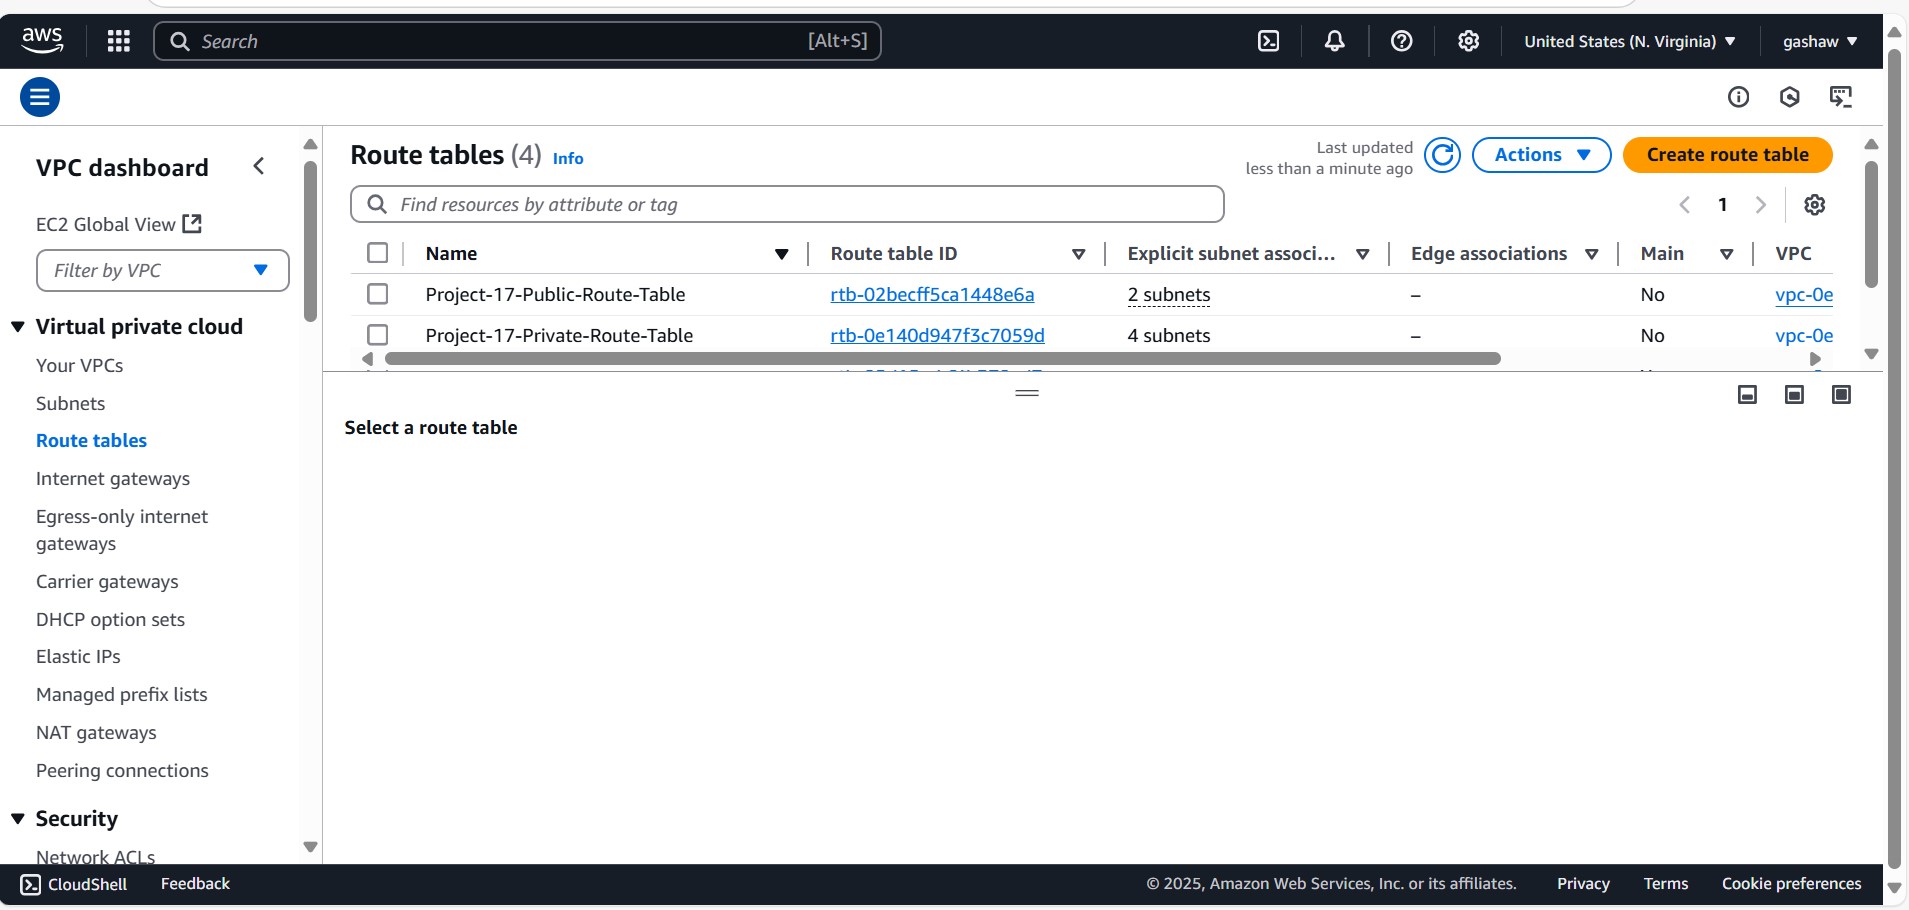 aws
Search [Alt+S]
United States (N. Virginia)
gashaw
VPC dashboard
EC2 Global View
Filter by VPC
Virtual private cloud
Your VPCs
Subnets
Route tables
Internet gateways
Egress-only internet
gateways
Carrier gateways
DHCP option sets
Elastic IPs
Managed prefix lists
NAT gateways
Peering connections
Security
Network ACLs
Route tables (4) Info
Last updated
less than a minute ago
Actions
Create route table
Find resources by attribute or tag
1
Name Route table ID Explicit subnet associ... Edge associations Main VPC
Project-17-Public-Route-Table rtb-02becff5ca1448e6a 2 subnets – No vpc-0e
Project-17-Private-Route-Table rtb-0e140d947f3c7059d 4 subnets – No vpc-0e
Select a route table
CloudShell Feedback © 2025, Amazon Web Services, Inc. or its affiliates. Privacy Terms Cookie preferences